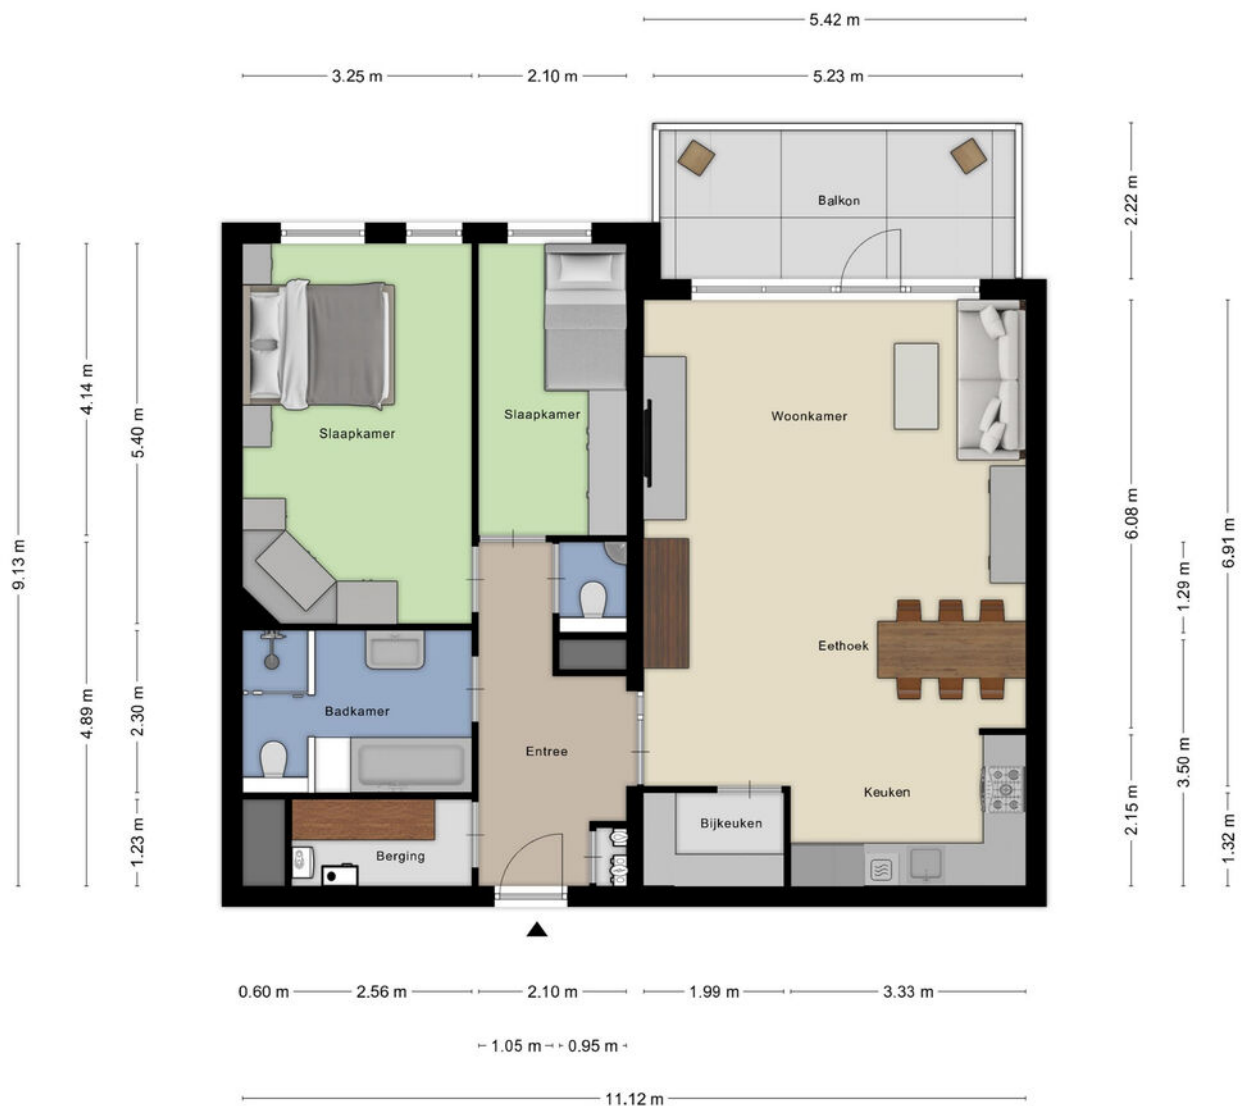 5.42 m
3.25 m
2.10 m
5.23 m
2.22 m
Balkon
4.14 m
5.40 m
Slaapkamer
Slaapkamer
Woonkamer
9.13 m
6.08 m
6.91 m
1.29 m
Eethoek
4.89 m
2.30 m
Badkamer
Entree
Keuken
3.50 m
2.15 m
1.32 m
Bijkeuken
1.23 m
Berging
0.60 m
2.56 m
2.10 m
1.99 m
3.33 m
1.05 m
0.95 m
11.12 m